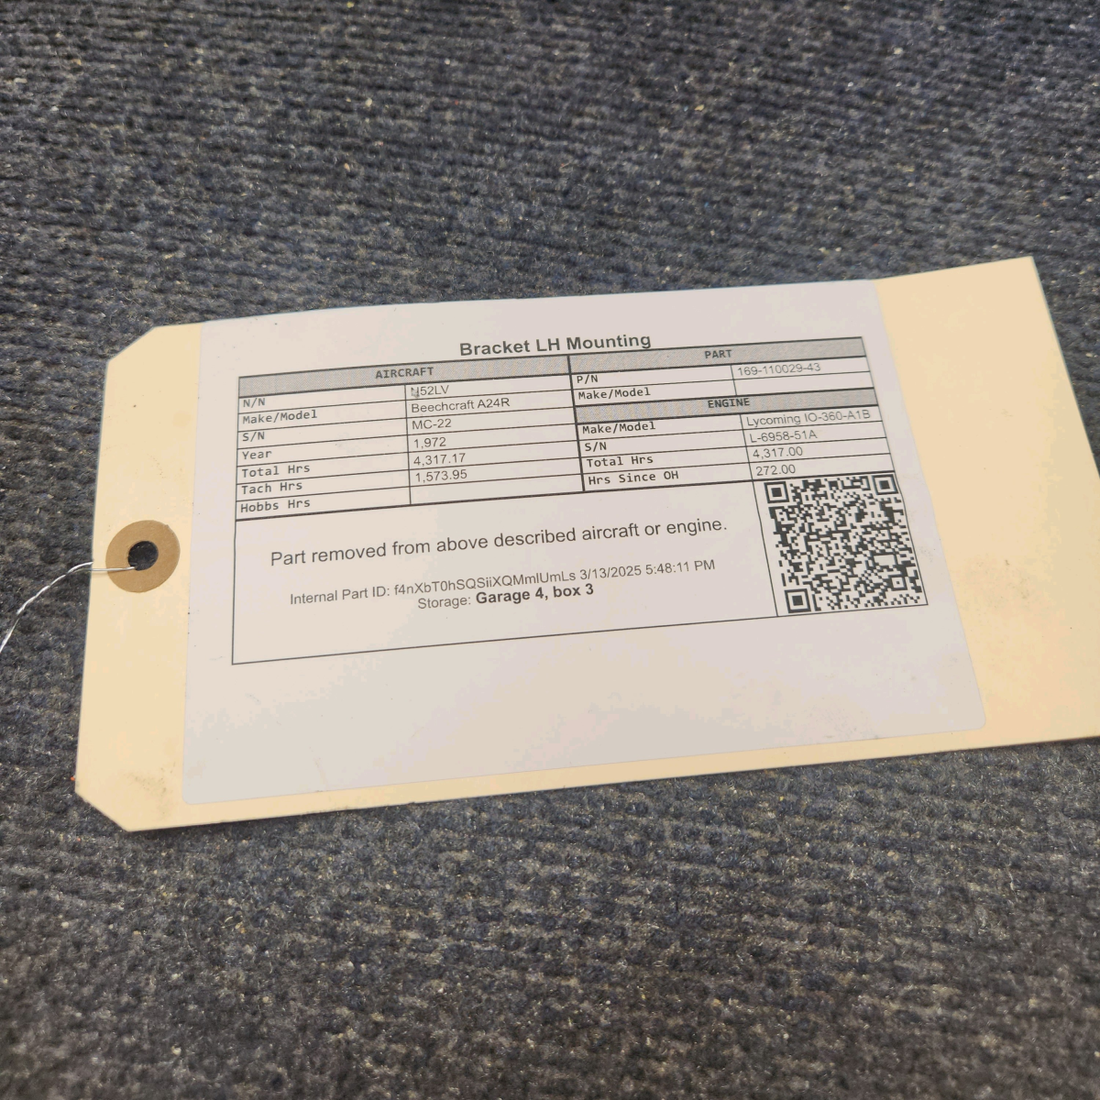 Bracket LH Mounting
AIRCRAFT
N/N N52LV
Make/Model Beechcraft A24R
S/N MC-22
Year 1,972
Total Hrs 4,317.17
Tach Hrs 1,573.95
Hobbs Hrs
PART
P/N 169-110029-43
Make/Model
ENGINE
Make/Model Lycoming IO-360-A1B
S/N L-6958-51A
Total Hrs 4,317.00
Hrs Since OH 272.00
Part removed from above described aircraft or engine.
Internal Part ID: f4nXbT0hSQSiiXQMmlUmLs 3/13/2025 5:48:11 PM
Storage: Garage 4, box 3